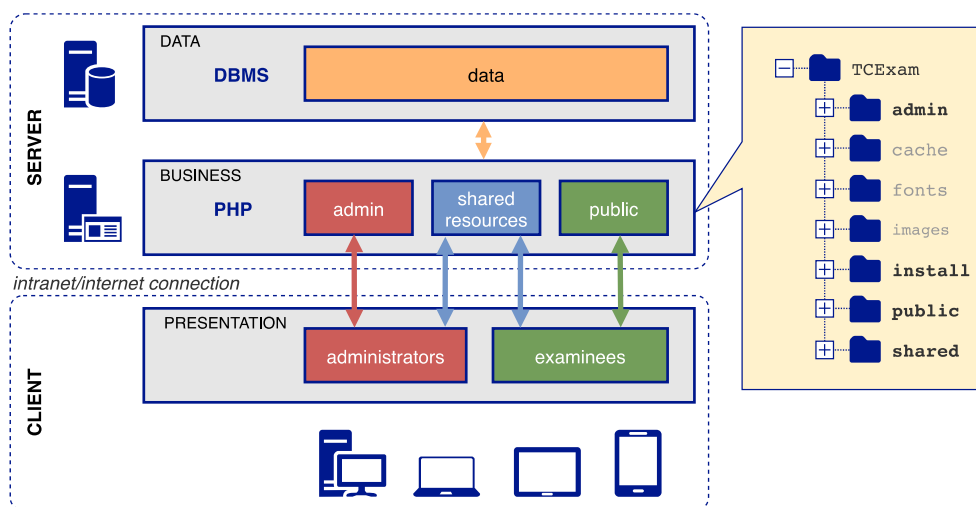 SERVER
DATA
DBMS
data
BUSINESS
PHP
admin
shared
resources
public
intranet/internet connection
CLIENT
PRESENTATION
administrators
examinees
TCExam
admin
cache
fonts
images
install
public
shared